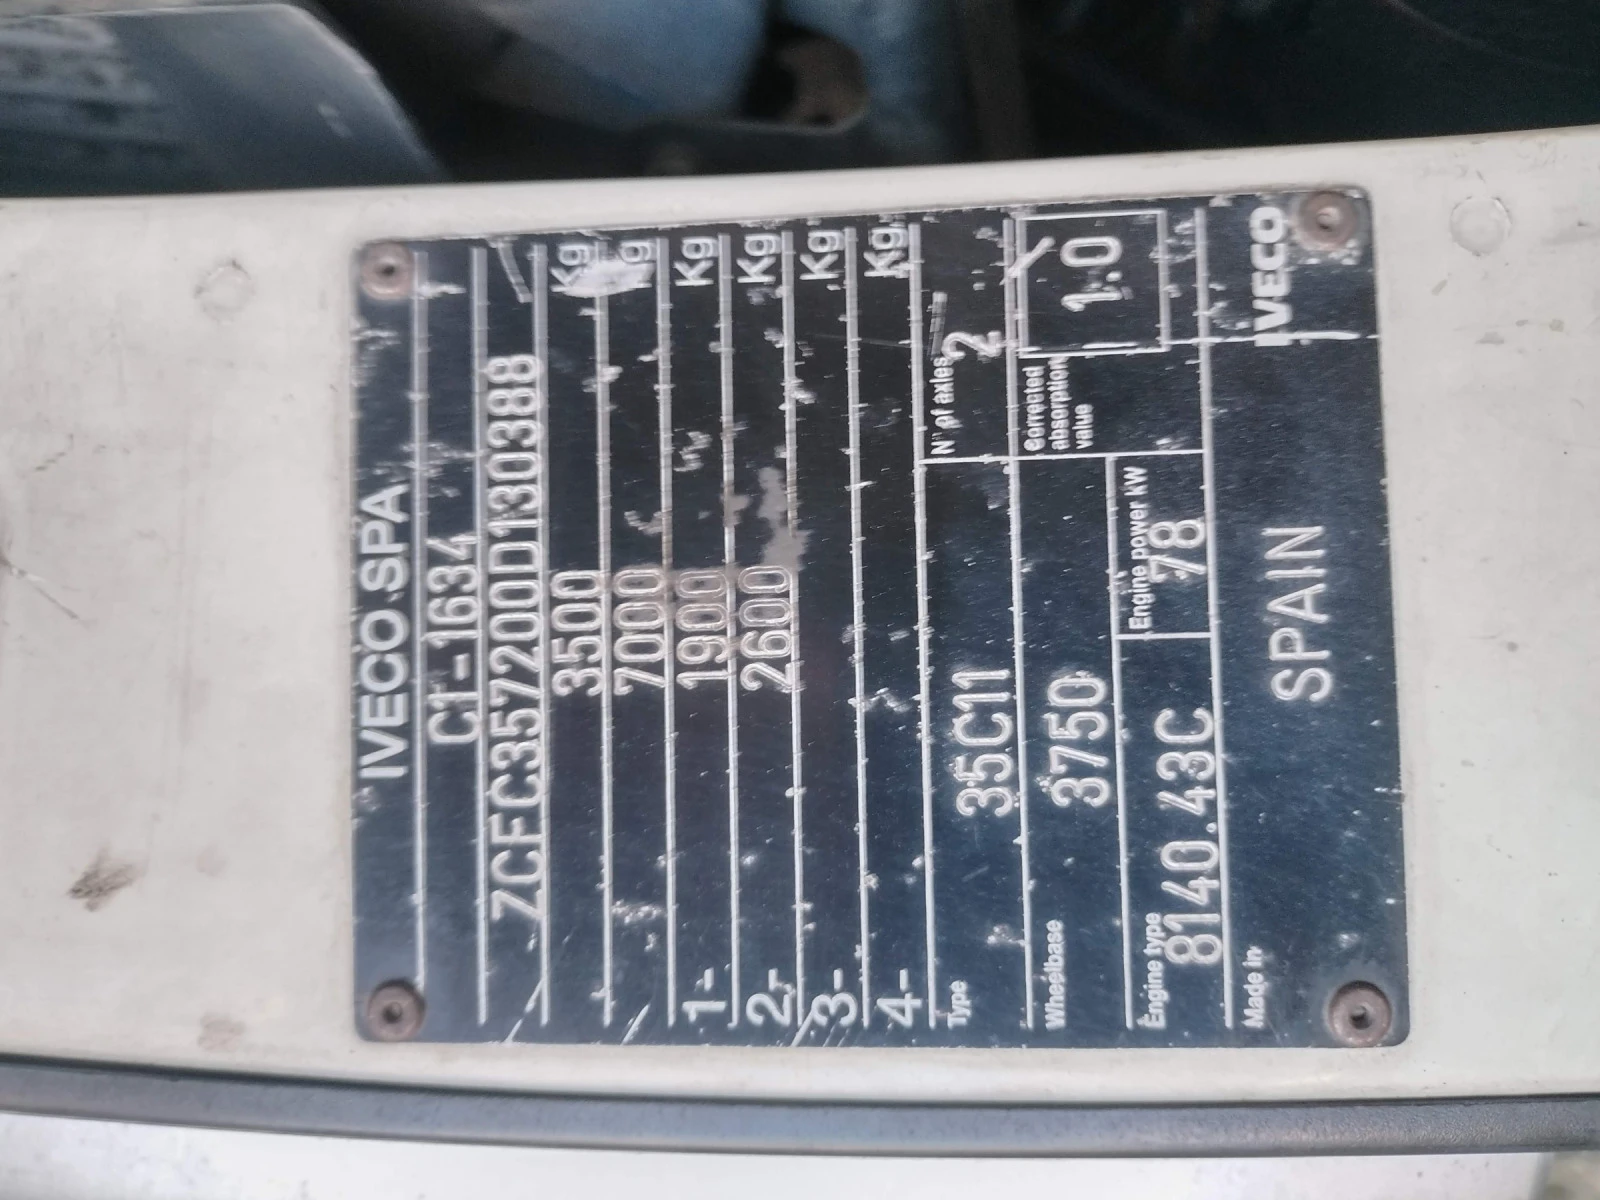 IVECO SPA
C1-1634
ZCFC357200D130388
3500 Kg
7000 Kg
1- 1900 Kg
2- 2600 Kg
3- Kg
4- Kg
Type 35C11 N° of axles 2
Wheelbase 3750 Corrected absorption value 1.0
Engine type 8140.43C Engine power kW 78
Made in SPAIN IVECO